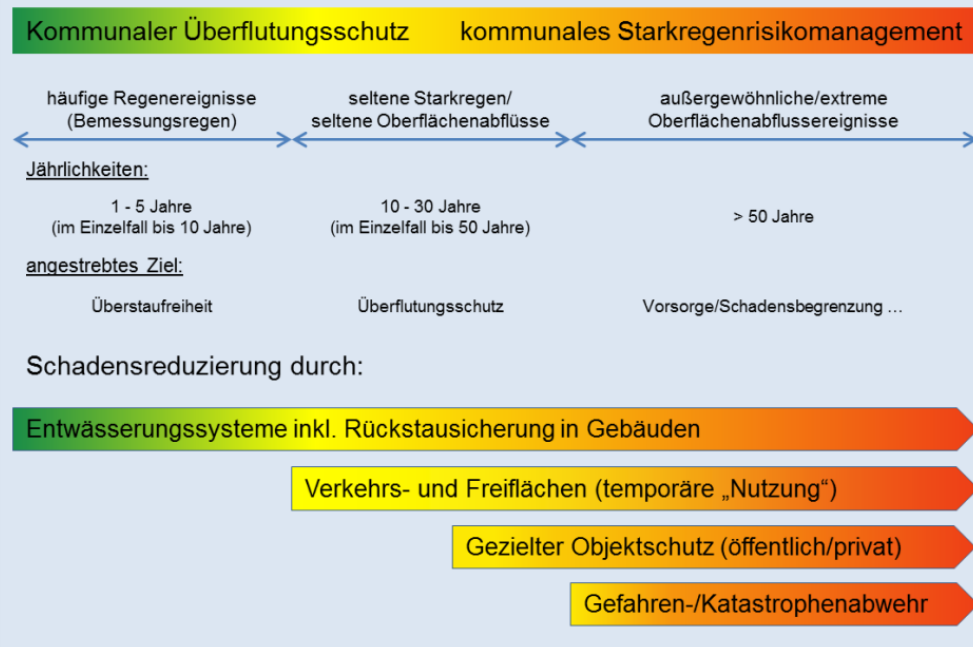 Kommunaler Überflutungsschutz kommunales Starkregenrisikomanagement
häufige Regenereignisse
(Bemessungsregen)
seltene Starkregen/
seltene Oberflächenabflüsse
außergewöhnliche/extreme
Oberflächenabflussereignisse
Jährlichkeiten:
1 - 5 Jahre
(im Einzelfall bis 10 Jahre)
10 - 30 Jahre
(im Einzelfall bis 50 Jahre)
> 50 Jahre
angestrebtes Ziel:
Überstaufreiheit
Überflutungsschutz
Vorsorge/Schadensbegrenzung ...
Schadensreduzierung durch:
Entwässerungssysteme inkl. Rückstausicherung in Gebäuden
Verkehrs- und Freiflächen (temporäre „Nutzung“)
Gezielter Objektschutz (öffentlich/privat)
Gefahren-/Katastrophenabwehr